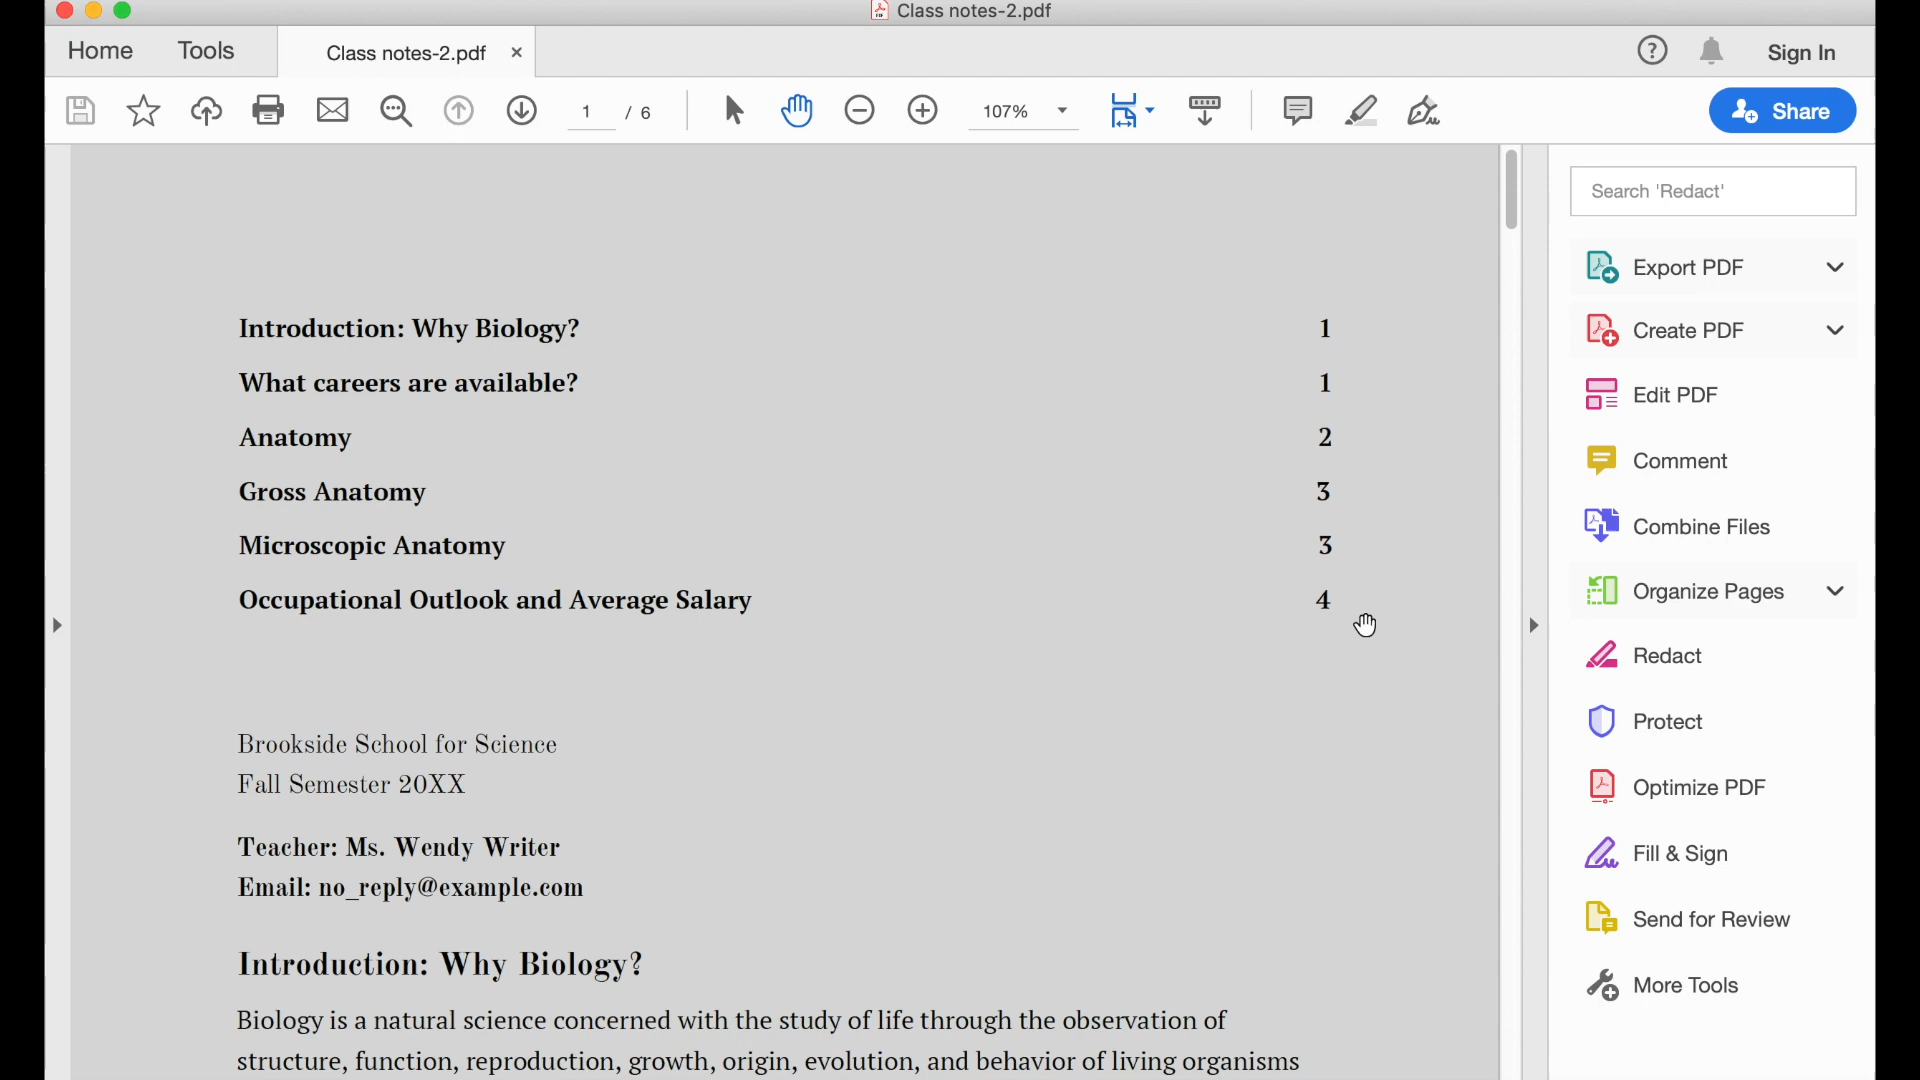 Class notes-2.pdf
Home Tools Class notes-2.pdf × Sign In
1 / 6 107% Share
Search 'Redact'
Export PDF
Create PDF
Edit PDF
Comment
Combine Files
Organize Pages
Redact
Protect
Optimize PDF
Fill & Sign
Send for Review
More Tools
Introduction: Why Biology? 1
What careers are available? 1
Anatomy 2
Gross Anatomy 3
Microscopic Anatomy 3
Occupational Outlook and Average Salary 4
Brookside School for Science
Fall Semester 20XX
Teacher: Ms. Wendy Writer
Email: no_reply@example.com
Introduction: Why Biology?
Biology is a natural science concerned with the study of life through the observation of
structure, function, reproduction, growth, origin, evolution, and behavior of living organisms